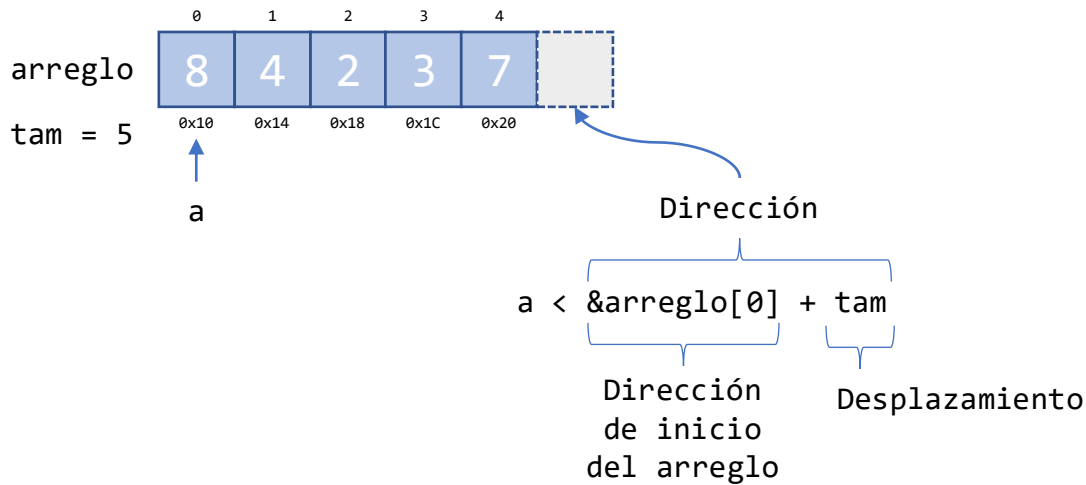 0 1 2 3 4
arreglo 8 4 2 3 7
tam = 5 0x10 0x14 0x18 0x1C 0x20
a
Dirección
a < &arreglo[0] + tam
Dirección
de inicio
del arreglo
Desplazamiento